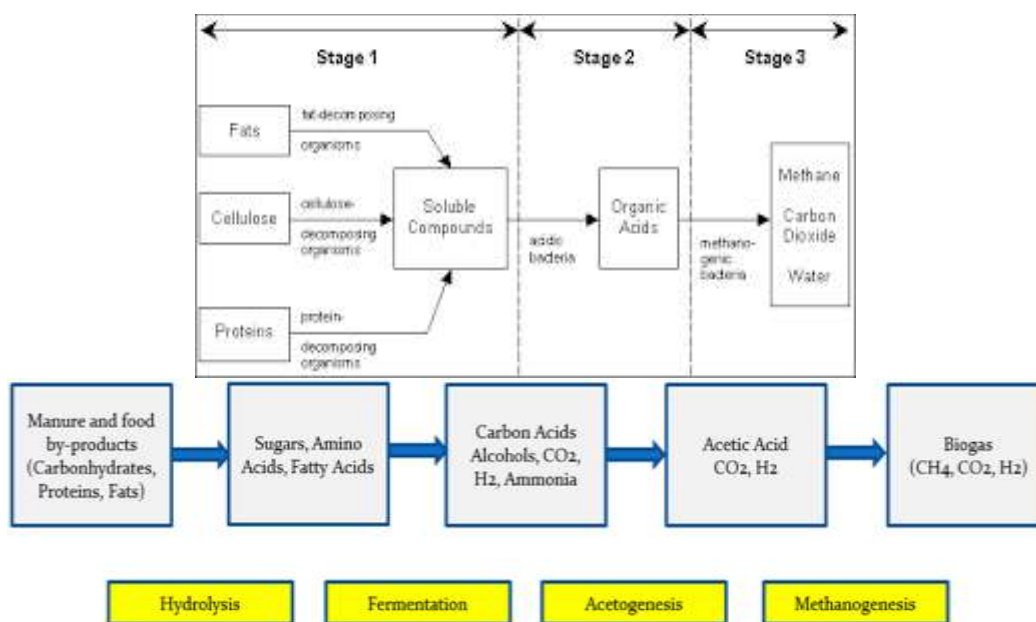 Stage 1
Stage 2
Stage 3
Fats
fat-decomposing
organisms
Cellulose
cellulose-
decomposing
organisms
Proteins
protein-
decomposing
organisms
Soluble
Compounds
acidic
bacteria
Organic
Acids
methano-
genic
bacteria
Methane
Carbon
Dioxide
Water
Manure and food
by-products
(Carbonhydrates,
Proteins, Fats)
Sugars, Amino
Acids, Fatty Acids
Carbon Acids
Alcohols, CO2,
H2, Ammonia
Acetic Acid
CO2, H2
Biogas
(CH4, CO2, H2)
Hydrolysis
Fermentation
Acetogenesis
Methanogenesis